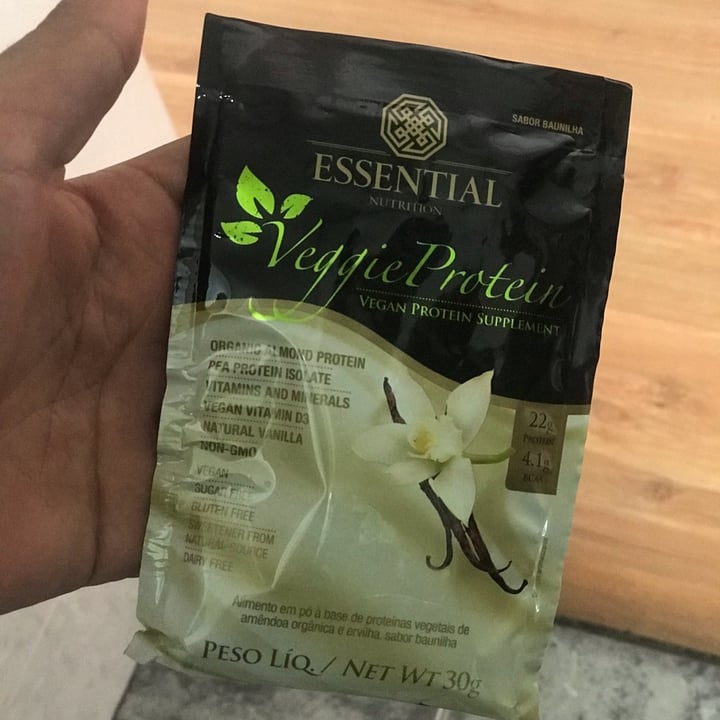 SABOR BAUNILHA
ESSENTIAL
NUTRITION
Veggie Protein
VEGAN PROTEIN SUPPLEMENT
ORGANIC ALMOND PROTEIN
PEA PROTEIN ISOLATE
VITAMINS AND MINERALS
VEGAN VITAMIN D3
NATURAL VANILLA
NON-GMO
VEGAN
SUGAR FREE
GLUTEN FREE
SWEETENER FROM
NATURAL SOURCE
DAIRY FREE
22g
PROTEIN
4.1g
BCAA
Alimento em pó à base de proteínas vegetais de
amêndoa orgânica e ervilha, sabor baunilha
PESO LÍQ. / NET WT 30g